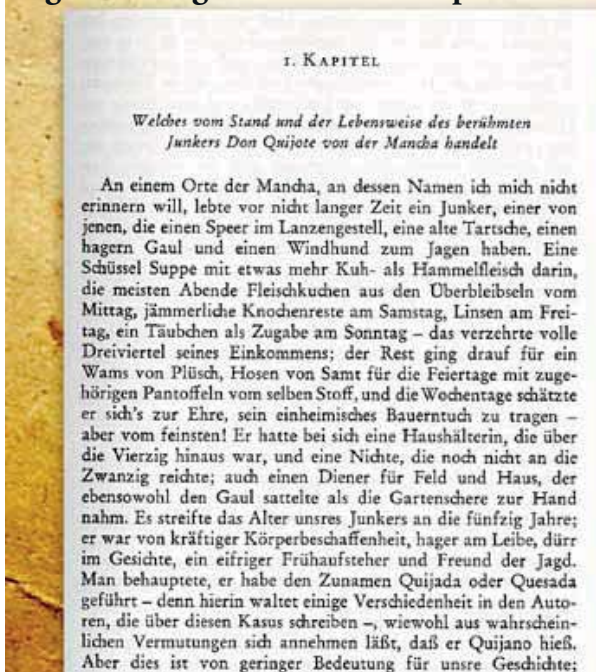 1. KAPITEL
Welches vom Stand und der Lebensweise des berühmten
Junkers Don Quijote von der Mancha handelt
An einem Orte der Mancha, an dessen Namen ich mich nicht
erinnern will, lebte vor nicht langer Zeit ein Junker, einer von
jenen, die einen Speer im Lanzengestell, eine alte Tartsche, einen
hagern Gaul und einen Windhund zum Jagen haben. Eine
Schüssel Suppe mit etwas mehr Kuh- als Hammelfleisch darin,
die meisten Abende Fleischkuchen aus den Überbleibseln vom
Mittag, jämmerliche Knochenreste am Samstag, Linsen am Frei-
tag, ein Täubchen als Zugabe am Sonntag – das verzehrte volle
Dreiviertel seines Einkommens; der Rest ging drauf für ein
Wams von Plüsch, Hosen von Samt für die Feiertage mit zuge-
hörigen Pantoffeln vom selben Stoff, und die Wochentage schätzte
er sich's zur Ehre, sein einheimisches Bauerntuch zu tragen –
aber vom feinsten! Er hatte bei sich eine Haushälterin, die über
die Vierzig hinaus war, und eine Nichte, die noch nicht an die
Zwanzig reichte; auch einen Diener für Feld und Haus, der
ebensowohl den Gaul sattelte als die Gartenschere zur Hand
nahm. Es streifte das Alter unsres Junkers an die fünfzig Jahre;
er war von kräftiger Körperbeschaffenheit, hager am Leibe, dürr
im Gesichte, ein eifriger Frühaufsteher und Freund der Jagd.
Man behauptete, er habe den Zunamen Quijada oder Quesada
geführt – denn hierin waltet einige Verschiedenheit in den Auto-
ren, die über diesen Kasus schreiben –, wiewohl aus wahrschein-
lichen Vermutungen sich annehmen läßt, daß er Quijano hieß.
Aber dies ist von geringer Bedeutung für unsre Geschichte;